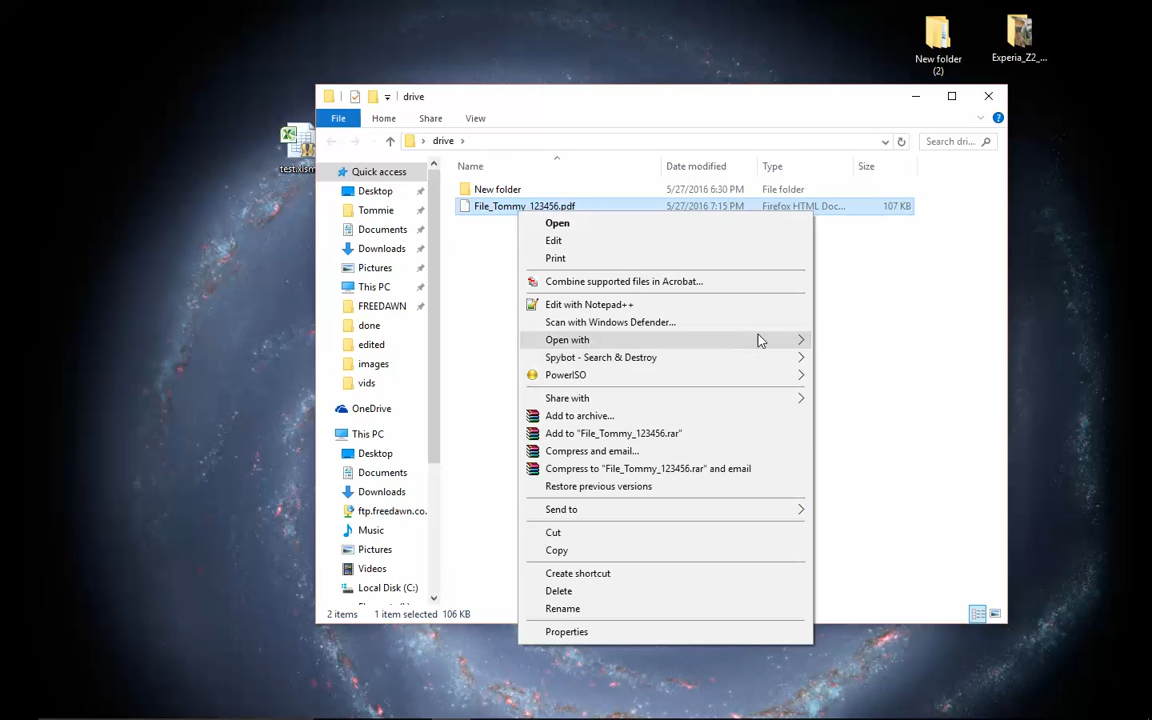 New folder
(2)
Experia_Z2_...
test.xlsm
drive
File
Home
Share
View
drive
Search dri...
Name
Date modified
Type
Size
New folder
5/27/2016 6:30 PM
File folder
File_Tommy_123456.pdf
5/27/2016 7:15 PM
Firefox HTML Doc...
107 KB
Quick access
Desktop
Tommie
Documents
Downloads
Pictures
This PC
FREEDAWN
done
edited
images
vids
OneDrive
This PC
Desktop
Documents
Downloads
ftp.freedawn.co.
Music
Pictures
Videos
Local Disk (C:)
Open
Edit
Print
Combine supported files in Acrobat...
Edit with Notepad++
Scan with Windows Defender...
Open with
Spybot - Search & Destroy
PowerISO
Share with
Add to archive...
Add to "File_Tommy_123456.rar"
Compress and email...
Compress to "File_Tommy_123456.rar" and email
Restore previous versions
Send to
Cut
Copy
Create shortcut
Delete
Rename
Properties
2 items
1 item selected 106 KB